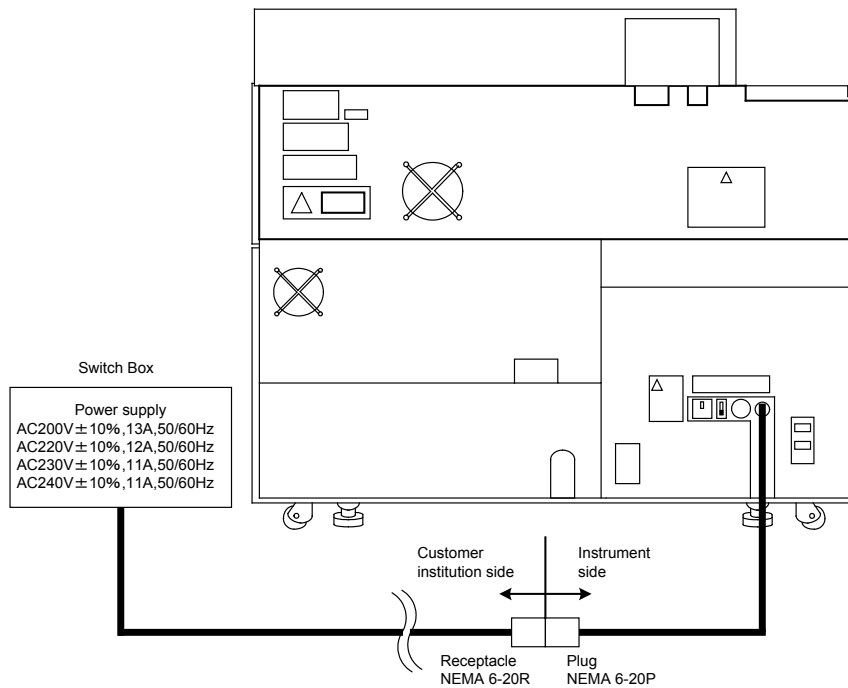 Switch Box
Power supply
AC200V±10%,13A,50/60Hz
AC220V±10%,12A,50/60Hz
AC230V±10%,11A,50/60Hz
AC240V±10%,11A,50/60Hz
Customer
institution side
Instrument
side
Receptacle
NEMA 6-20R
Plug
NEMA 6-20P